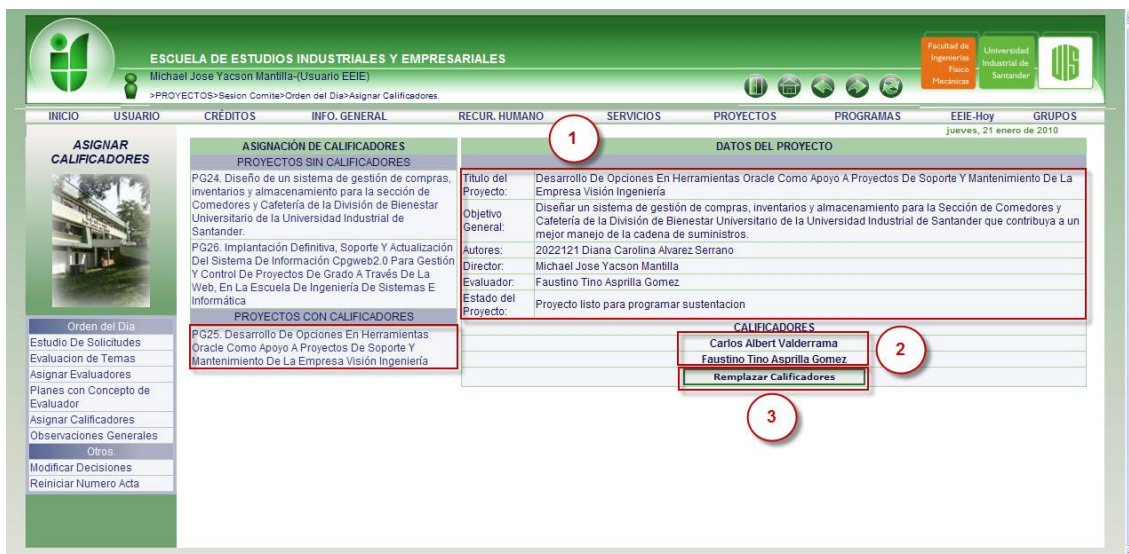 ESCUELA DE ESTUDIOS INDUSTRIALES Y EMPRESARIALES
Michael Jose Yacson Mantilla-(Usuario EEIE)
>PROYECTOS>Sesion Comite>Orden del Dia>Asignar Calificadores.
Facultad de
Ingenierías
Físico
Mecánicas
Universidad
Industrial de
Santander
UIS
INICIO USUARIO CRÉDITOS INFO. GENERAL RECUR. HUMANO SERVICIOS PROYECTOS PROGRAMAS EEIE-Hoy GRUPOS
jueves, 21 enero de 2010
ASIGNAR
CALIFICADORES
Orden del Dia
Estudio De Solicitudes
Evaluacion de Temas
Asignar Evaluadores
Planes con Concepto de
Evaluador
Asignar Calificadores
Observaciones Generales
Otros.
Modificar Decisiones
Reiniciar Numero Acta
ASIGNACIÓN DE CALIFICADORES
PROYECTOS SIN CALIFICADORES
PG24. Diseño de un sistema de gestión de compras,
inventarios y almacenamiento para la sección de
Comedores y Cafetería de la División de Bienestar
Universitario de la Universidad Industrial de
Santander.
PG26. Implantación Definitiva, Soporte Y Actualización
Del Sistema De Información Cpgweb2.0 Para Gestión
Y Control De Proyectos De Grado A Través De La
Web, En La Escuela De Ingeniería De Sistemas E
Informática
PROYECTOS CON CALIFICADORES
PG25. Desarrollo De Opciones En Herramientas
Oracle Como Apoyo A Proyectos De Soporte Y
Mantenimiento De La Empresa Visión Ingeniería
1
DATOS DEL PROYECTO
Titulo del
Proyecto:
Desarrollo De Opciones En Herramientas Oracle Como Apoyo A Proyectos De Soporte Y Mantenimiento De La
Empresa Visión Ingeniería
Objetivo
General:
Diseñar un sistema de gestión de compras, inventarios y almacenamiento para la Sección de Comedores y
Cafetería de la División de Bienestar Universitario de la Universidad Industrial de Santander que contribuya a un
mejor manejo de la cadena de suministros.
Autores: 2022121 Diana Carolina Alvarez Serrano
Director: Michael Jose Yacson Mantilla
Evaluador: Faustino Tino Asprilla Gomez
Estado del
Proyecto:
Proyecto listo para programar sustentacion
CALIFICADORES
Carlos Albert Valderrama
Faustino Tino Asprilla Gomez
2
Remplazar Calificadores
3